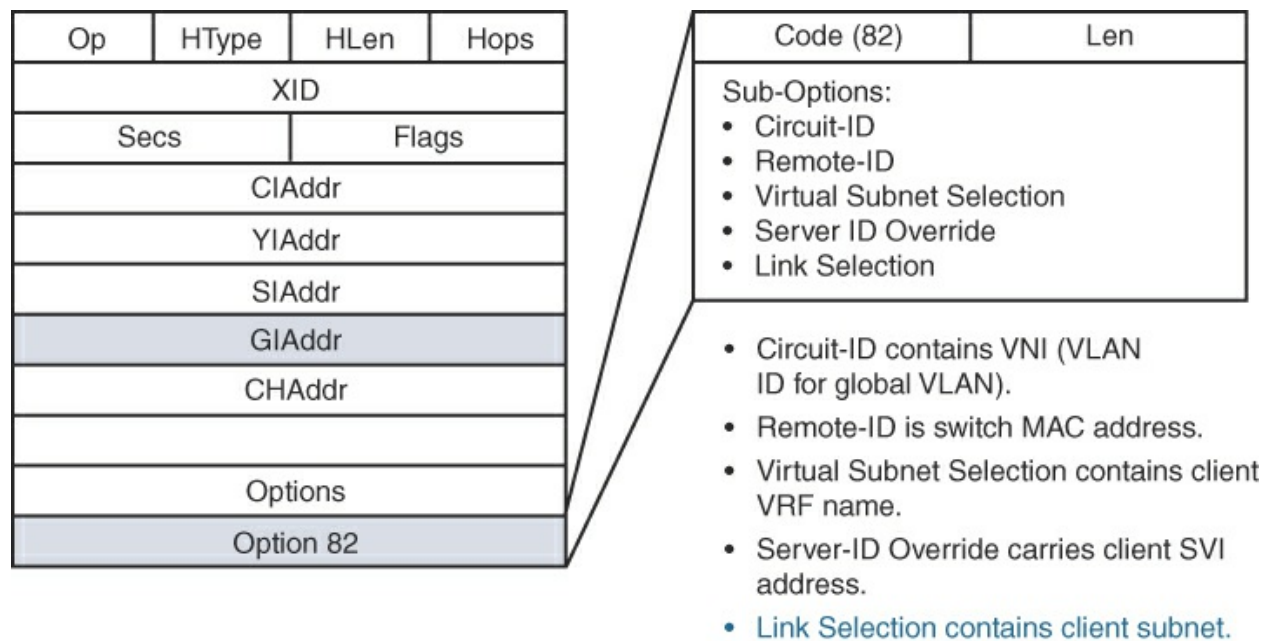 Op HType HLen Hops
XID
Secs Flags
CIAddr
YIAddr
SIAddr
GIAddr
CHAddr
Options
Option 82
Code (82) Len
Sub-Options:
• Circuit-ID
• Remote-ID
• Virtual Subnet Selection
• Server ID Override
• Link Selection
• Circuit-ID contains VNI (VLAN
ID for global VLAN).
• Remote-ID is switch MAC address.
• Virtual Subnet Selection contains client
VRF name.
• Server-ID Override carries client SVI
address.
• Link Selection contains client subnet.